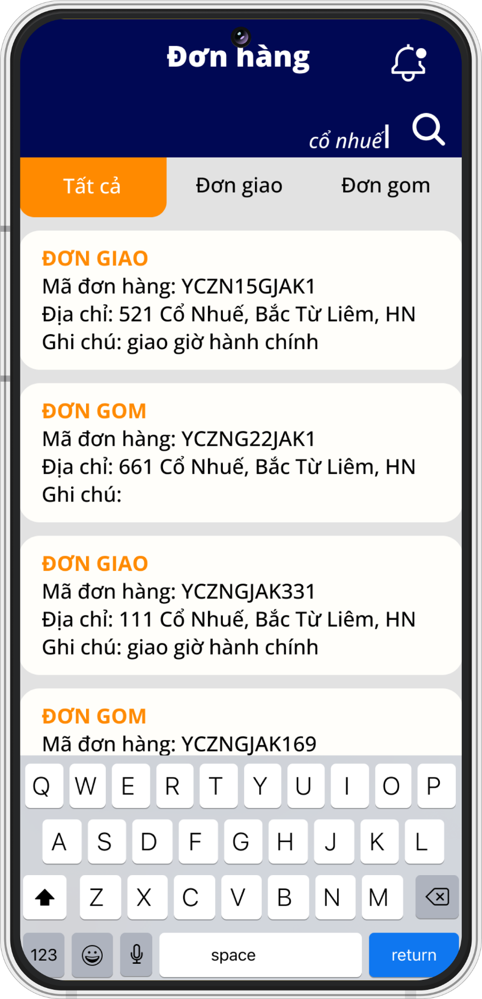 Đơn hàng
cổ nhuế
Tất cả Đơn giao Đơn gom
ĐƠN GIAO
Mã đơn hàng: YCZN15GJAK1
Địa chỉ: 521 Cổ Nhuế, Bắc Từ Liêm, HN
Ghi chú: giao giờ hành chính
ĐƠN GOM
Mã đơn hàng: YCZNG22JAK1
Địa chỉ: 661 Cổ Nhuế, Bắc Từ Liêm, HN
Ghi chú:
ĐƠN GIAO
Mã đơn hàng: YCZNGJAK331
Địa chỉ: 111 Cổ Nhuế, Bắc Từ Liêm, HN
Ghi chú: giao giờ hành chính
ĐƠN GOM
Mã đơn hàng: YCZNGJAK169
Q W E R T Y U I O P
A S D F G H J K L
Z X C V B N M
123 space return